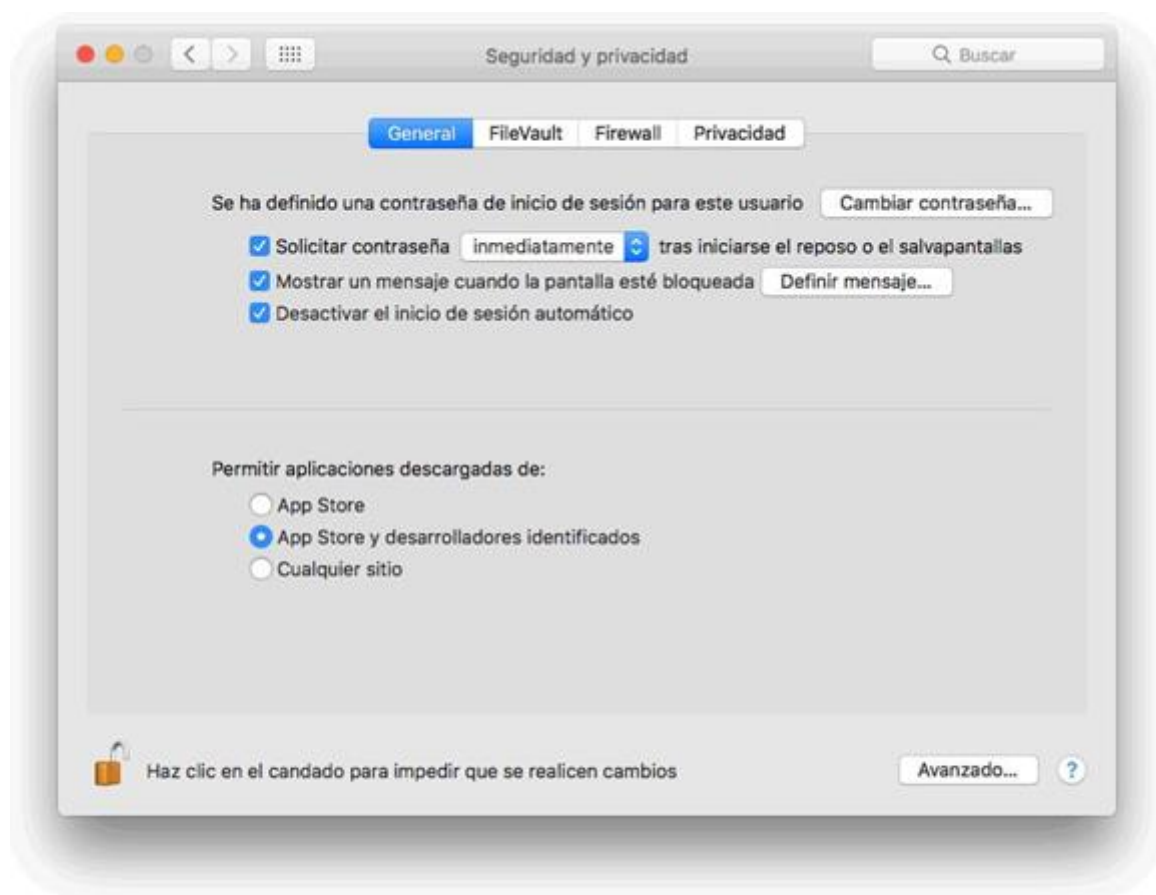 Seguridad y privacidad
Buscar
General FileVault Firewall Privacidad
Se ha definido una contraseña de inicio de sesión para este usuario Cambiar contraseña...
Solicitar contraseña inmediatamente tras iniciarse el reposo o el salvapantallas
Mostrar un mensaje cuando la pantalla esté bloqueada Definir mensaje...
Desactivar el inicio de sesión automático
Permitir aplicaciones descargadas de:
App Store
App Store y desarrolladores identificados
Cualquier sitio
Haz clic en el candado para impedir que se realicen cambios Avanzado... ?